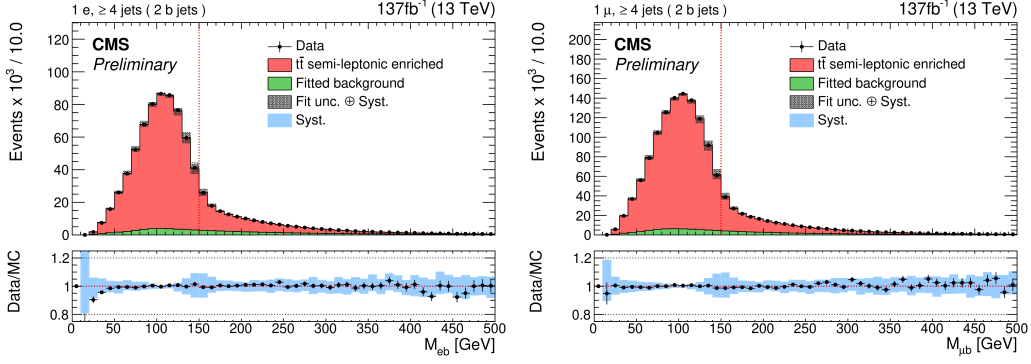 1 e, ≥ 4 jets ( 2 b jets )
137fb⁻¹ (13 TeV)
Events x 10³ / 10.0
120
100
80
60
40
20
0
CMS
Preliminary
Data
tt̄ semi-leptonic enriched
Fitted background
Fit unc. ⊕ Syst.
Syst.
Data/MC
1.2
1
0.8
0 50 100 150 200 250 300 350 400 450 500
M_eb [GeV]
1 μ, ≥ 4 jets ( 2 b jets )
137fb⁻¹ (13 TeV)
Events x 10³ / 10.0
200
180
160
140
120
100
80
60
40
20
0
CMS
Preliminary
Data
tt̄ semi-leptonic enriched
Fitted background
Fit unc. ⊕ Syst.
Syst.
Data/MC
1.2
1
0.8
0 50 100 150 200 250 300 350 400 450 500
M_μb [GeV]